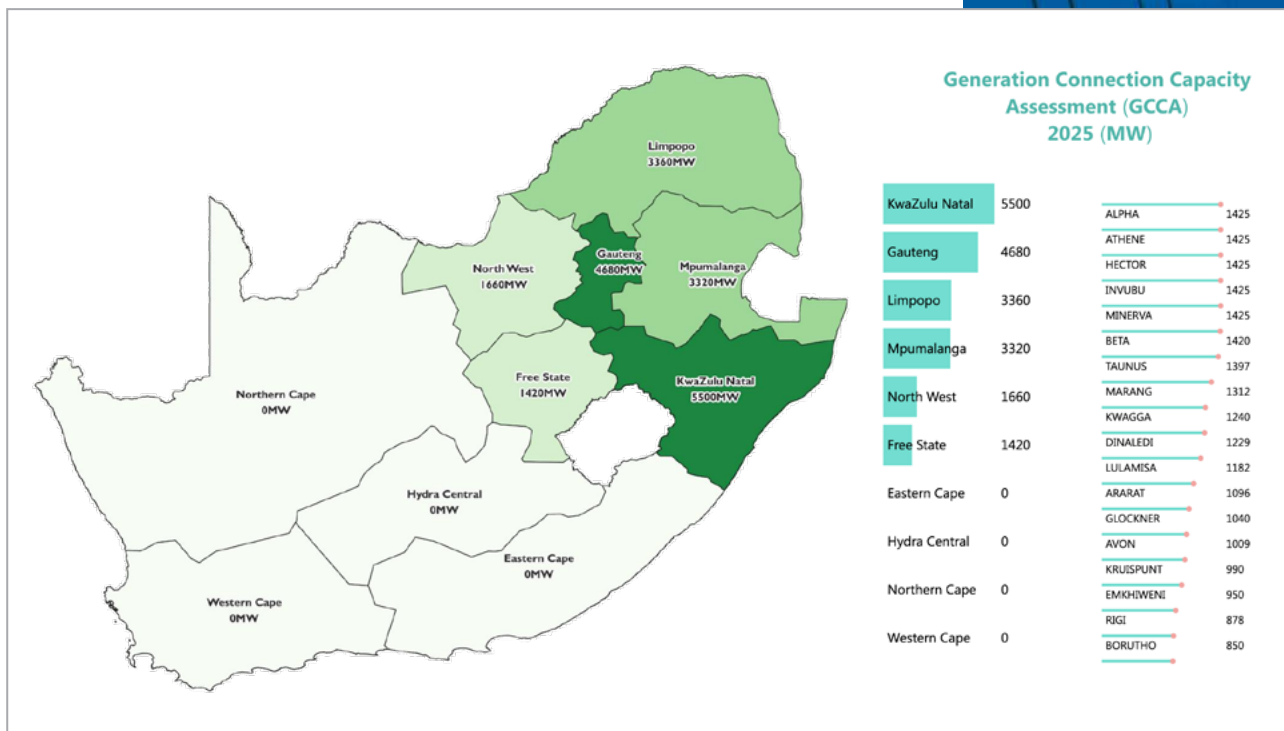 Generation Connection Capacity
Assessment (GCCA)
2025 (MW)
Limpopo
3360MW
North West
1660MW
Gauteng
4680MW
Mpumalanga
3320MW
Free State
1420MW
KwaZulu Natal
5500MW
Northern Cape
0MW
Hydra Central
0MW
Eastern Cape
0MW
Western Cape
0MW
KwaZulu Natal 5500
Gauteng 4680
Limpopo 3360
Mpumalanga 3320
North West 1660
Free State 1420
Eastern Cape 0
Hydra Central 0
Northern Cape 0
Western Cape 0
ALPHA 1425
ATHENE 1425
HECTOR 1425
INVUBU 1425
MINERVA 1425
BETA 1420
TAUNUS 1397
MARANG 1312
KWAGGA 1240
DINALEDI 1229
LULAMISA 1182
ARARAT 1096
GLOCKNER 1040
AVON 1009
KRUISPUNT 990
EMKHIWENI 950
RIGI 878
BORUTHO 850